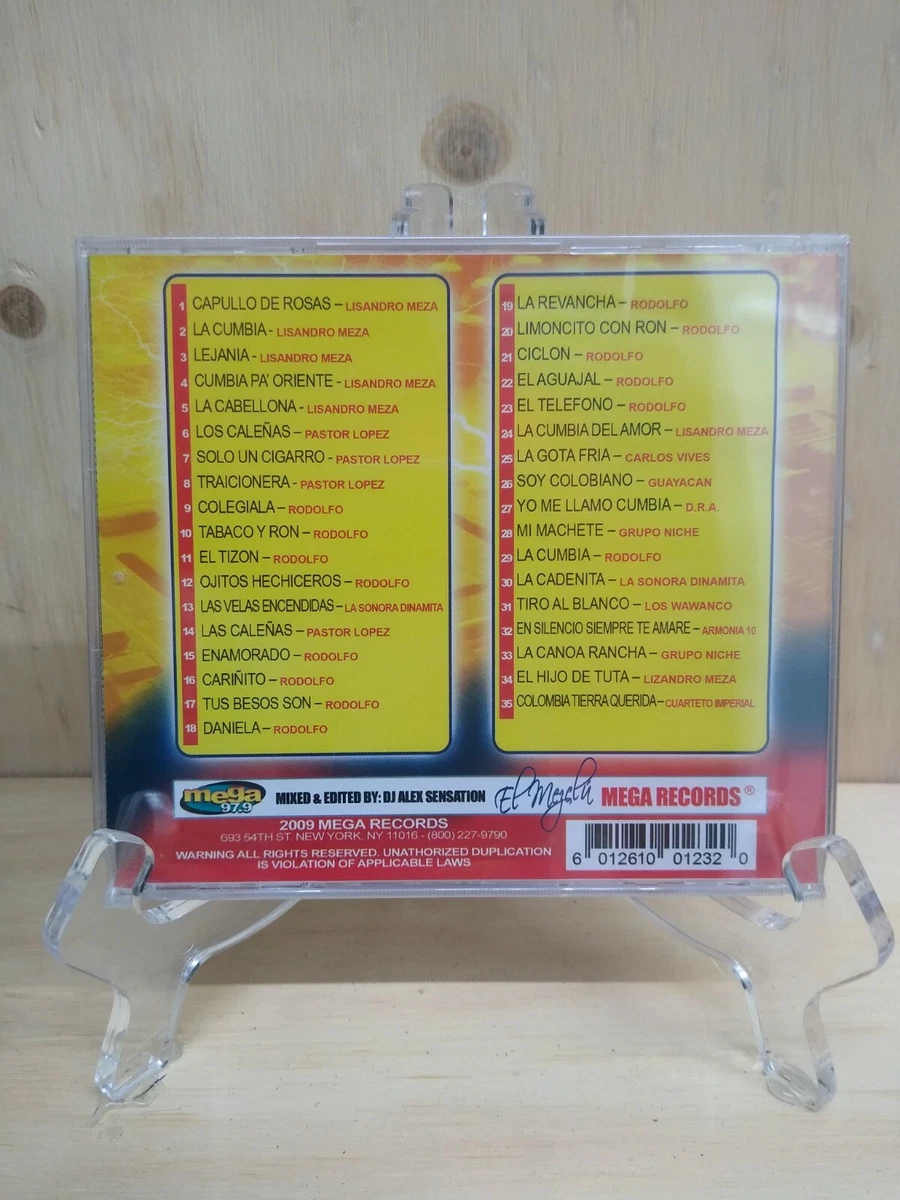 1 CAPULLO DE ROSAS – LISANDRO MEZA
2 LA CUMBIA - LISANDRO MEZA
3 LEJANIA - LISANDRO MEZA
4 CUMBIA PA' ORIENTE - LISANDRO MEZA
5 LA CABELLONA - LISANDRO MEZA
6 LOS CALEÑAS - PASTOR LOPEZ
7 SOLO UN CIGARRO - PASTOR LOPEZ
8 TRAICIONERA - PASTOR LOPEZ
9 COLEGIALA – RODOLFO
10 TABACO Y RON – RODOLFO
11 EL TIZON – RODOLFO
12 OJITOS HECHICEROS – RODOLFO
13 LAS VELAS ENCENDIDAS – LA SONORA DINAMITA
14 LAS CALEÑAS – PASTOR LOPEZ
15 ENAMORADO – RODOLFO
16 CARIÑITO – RODOLFO
17 TUS BESOS SON – RODOLFO
18 DANIELA – RODOLFO
19 LA REVANCHA – RODOLFO
20 LIMONCITO CON RON – RODOLFO
21 CICLON – RODOLFO
22 EL AGUAJAL – RODOLFO
23 EL TELEFONO – RODOLFO
24 LA CUMBIA DEL AMOR – LISANDRO MEZA
25 LA GOTA FRIA – CARLOS VIVES
26 SOY COLOBIANO – GUAYACAN
27 YO ME LLAMO CUMBIA – D.R.A.
28 MI MACHETE – GRUPO NICHE
29 LA CUMBIA – RODOLFO
30 LA CADENITA – LA SONORA DINAMITA
31 TIRO AL BLANCO – LOS WAWANCO
32 EN SILENCIO SIEMPRE TE AMARE – ARMONIA 10
33 LA CANOA RANCHA – GRUPO NICHE
34 EL HIJO DE TUTA – LIZANDRO MEZA
35 COLOMBIA TIERRA QUERIDA – CUARTETO IMPERIAL
mega 97.9 MIXED & EDITED BY: DJ ALEX SENSATION El MEGA RECORDS ®
2009 MEGA RECORDS
693 54TH ST. NEW YORK, NY 11016 - (800) 227-9790
WARNING ALL RIGHTS RESERVED. UNATHORIZED DUPLICATION
IS VIOLATION OF APPLICABLE LAWS
6 012610 01232 0